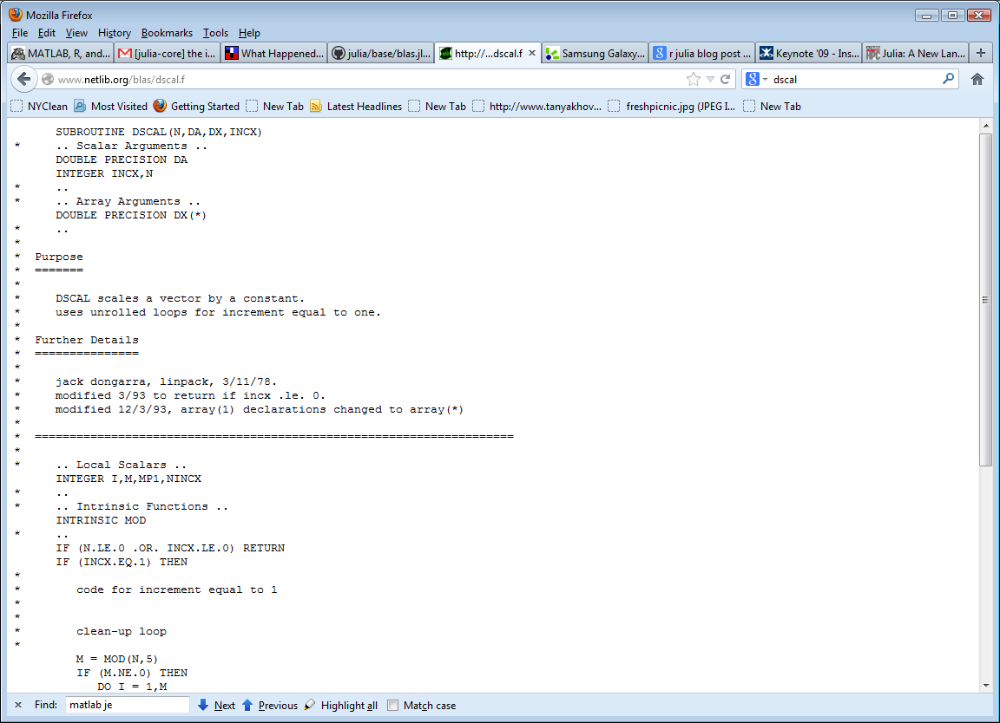 Mozilla Firefox
File Edit View History Bookmarks Tools Help
MATLAB, R, and... [julia-core] the i... What Happened... julia/base/blas.jl... http://...dscal.f × Samsung Galaxy... r julia blog post ... Keynote '09 - Ins... Julia: A New Lan... +
www.netlib.org/blas/dscal.f dscal
NYClean Most Visited Getting Started New Tab Latest Headlines New Tab http://www.tanyakhov... freshpicnic.jpg (JPEG I... New Tab
      SUBROUTINE DSCAL(N,DA,DX,INCX)
*     .. Scalar Arguments ..
      DOUBLE PRECISION DA
      INTEGER INCX,N
*     ..
*     .. Array Arguments ..
      DOUBLE PRECISION DX(*)
*     ..
*
*  Purpose
*  =======
*
*     DSCAL scales a vector by a constant.
*     uses unrolled loops for increment equal to one.
*
*  Further Details
*  ===============
*
*     jack dongarra, linpack, 3/11/78.
*     modified 3/93 to return if incx .le. 0.
*     modified 12/3/93, array(1) declarations changed to array(*)
*
*  =====================================================================
*
*     .. Local Scalars ..
      INTEGER I,M,MP1,NINCX
*     ..
*     .. Intrinsic Functions ..
      INTRINSIC MOD
*     ..
      IF (N.LE.0 .OR. INCX.LE.0) RETURN
      IF (INCX.EQ.1) THEN
*
*        code for increment equal to 1
*
*
*        clean-up loop
*
         M = MOD(N,5)
         IF (M.NE.0) THEN
            DO I = 1,M
× Find: matlab je Next Previous Highlight all Match case